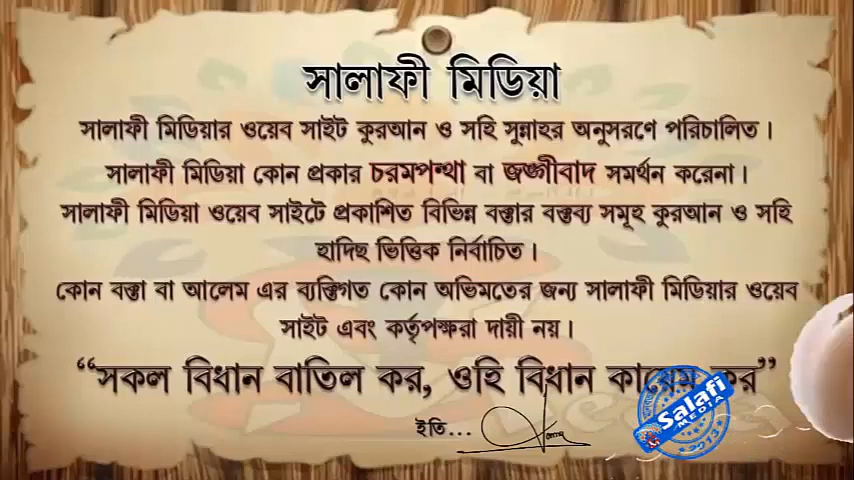 সালাফী মিডিয়া
সালাফী মিডিয়ার ওয়েব সাইট কুরআন ও সহি সুন্নাহর অনুসরণে পরিচালিত।
সালাফী মিডিয়া কোন প্রকার চরমপন্থা বা জঙ্গীবাদ সমর্থন করেনা।
সালাফী মিডিয়া ওয়েব সাইটে প্রকাশিত বিভিন্ন বক্তার বক্তব্য সমূহ কুরআন ও সহি
হাদিছ ভিত্তিক নির্বাচিত।
কোন বক্তা বা আলেম এর ব্যক্তিগত কোন অভিমতের জন্য সালাফী মিডিয়ার ওয়েব
সাইট এবং কর্তৃপক্ষরা দায়ী নয়।
“সকল বিধান বাতিল কর, ওহি বিধান কায়েম কর”
ইতি...
Salafi
MEDIA
2013